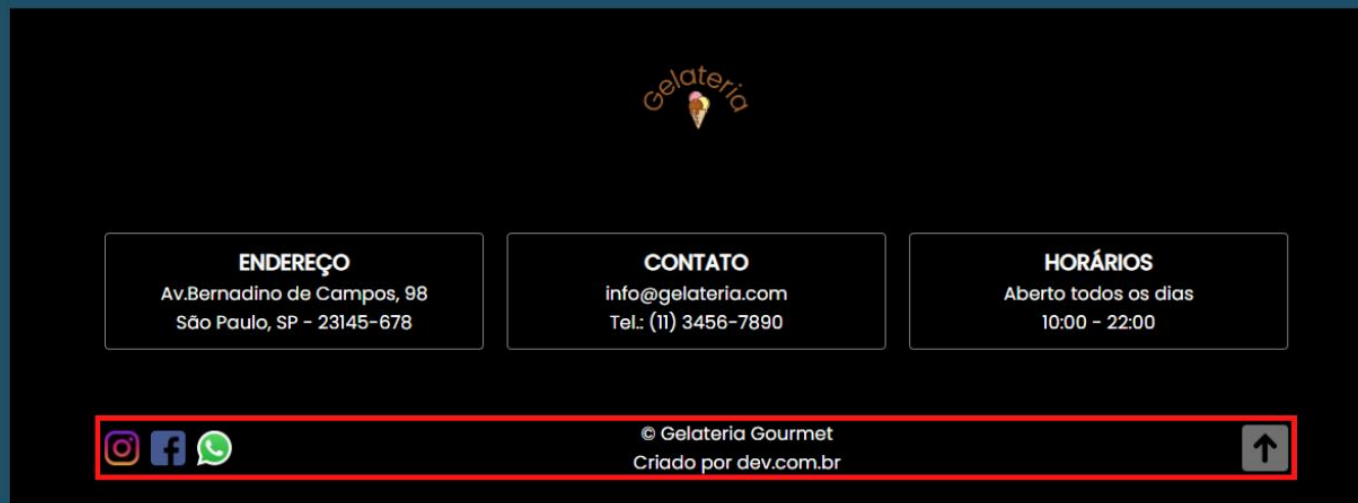 Gelateria
ENDEREÇO
Av.Bernadino de Campos, 98
São Paulo, SP - 23145-678
CONTATO
info@gelateria.com
Tel.: (11) 3456-7890
HORÁRIOS
Aberto todos os dias
10:00 - 22:00
© Gelateria Gourmet
Criado por dev.com.br